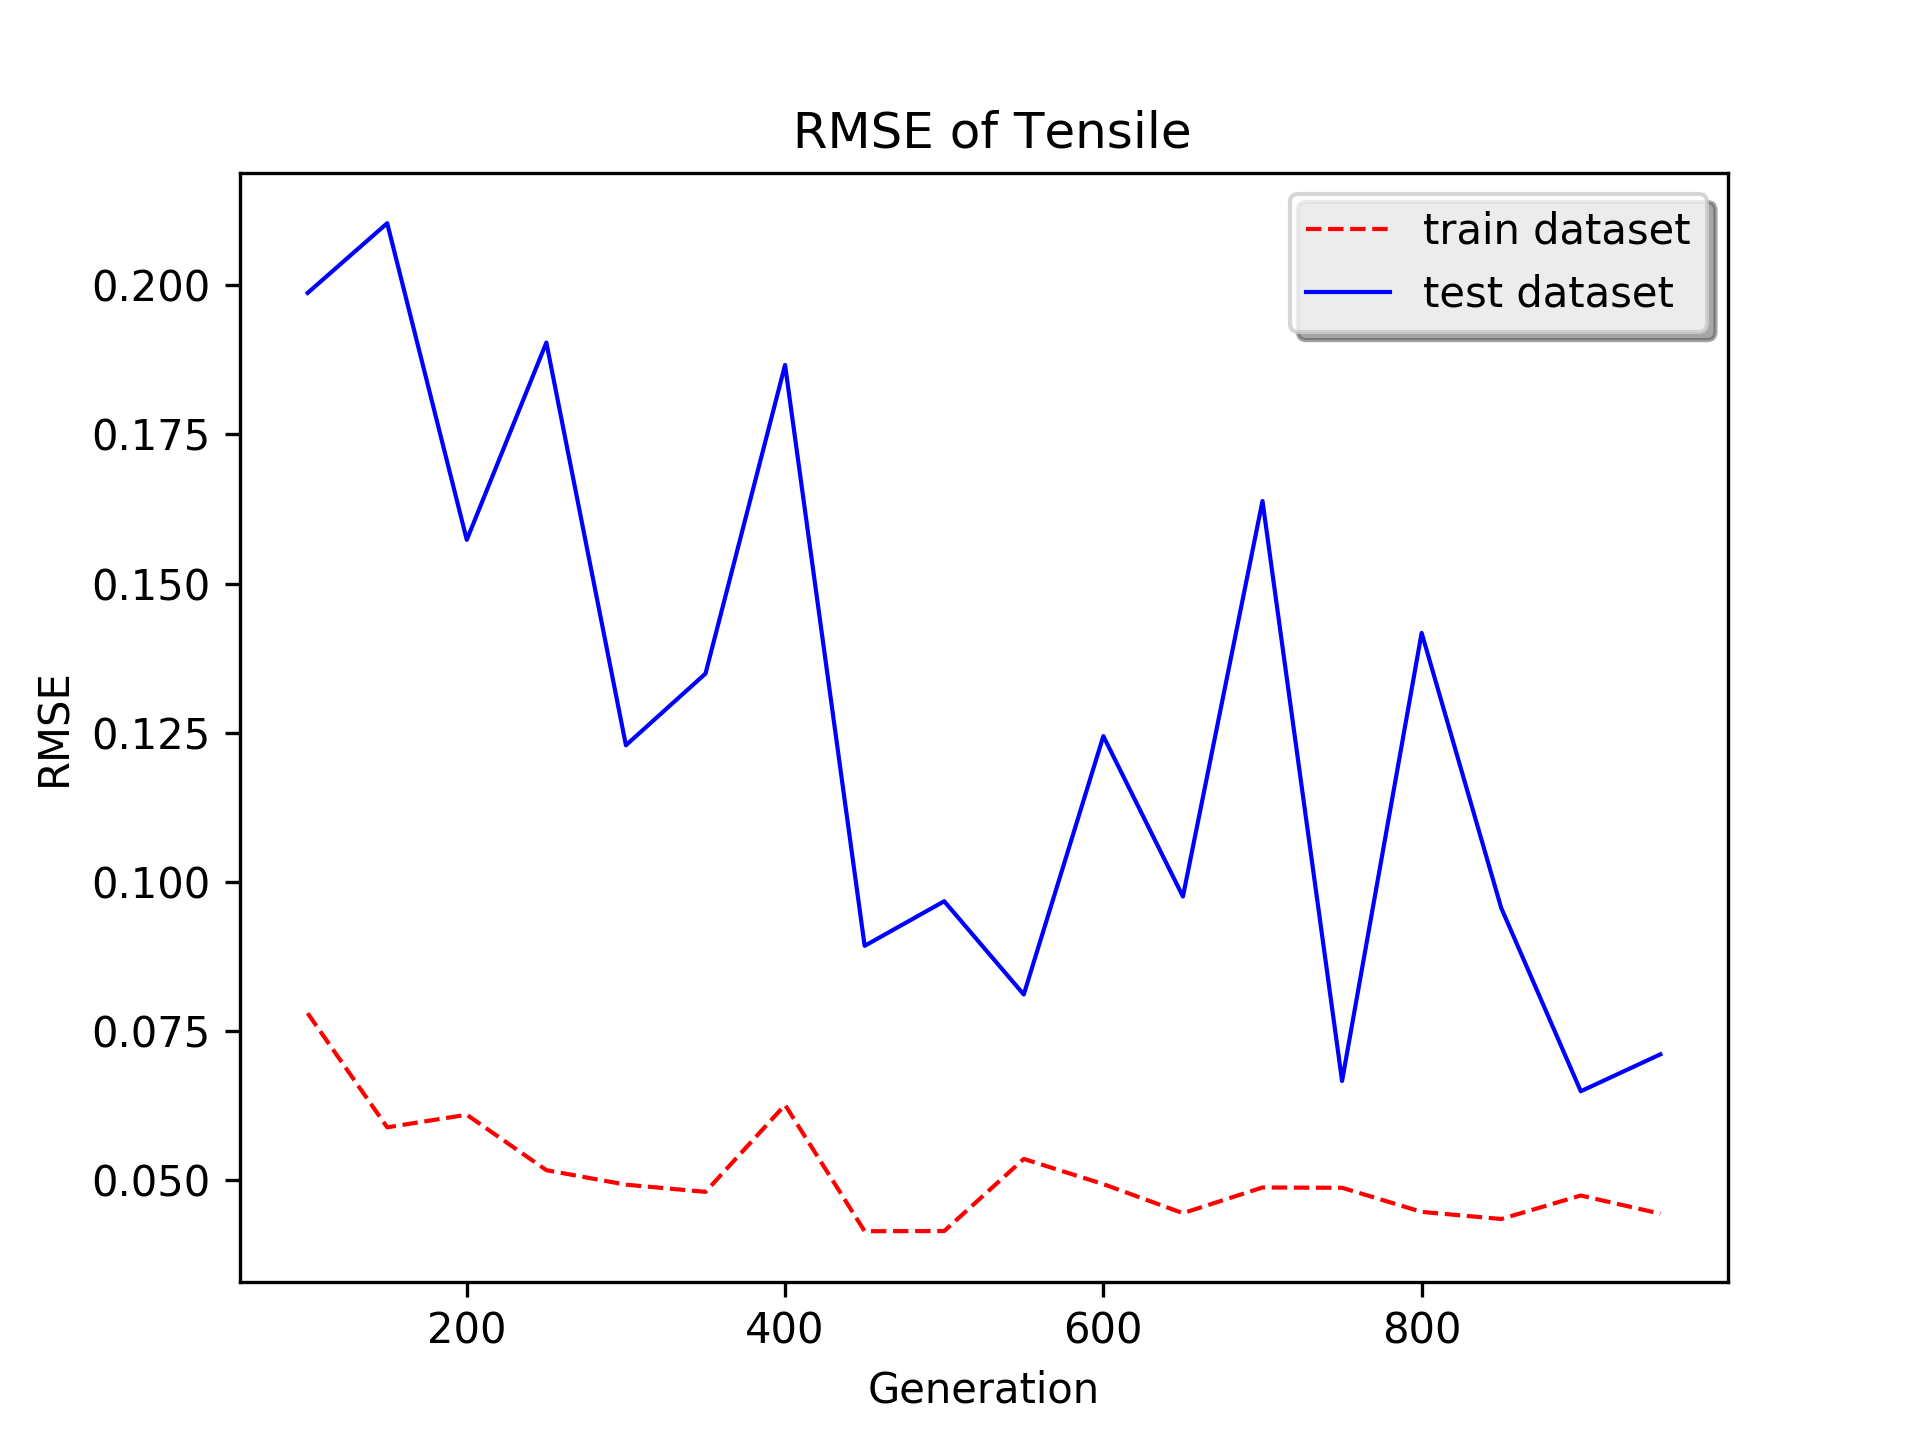 RMSE of Tensile
train dataset
test dataset
0.200
0.175
0.150
0.125
0.100
0.075
0.050
RMSE
200 400 600 800
Generation